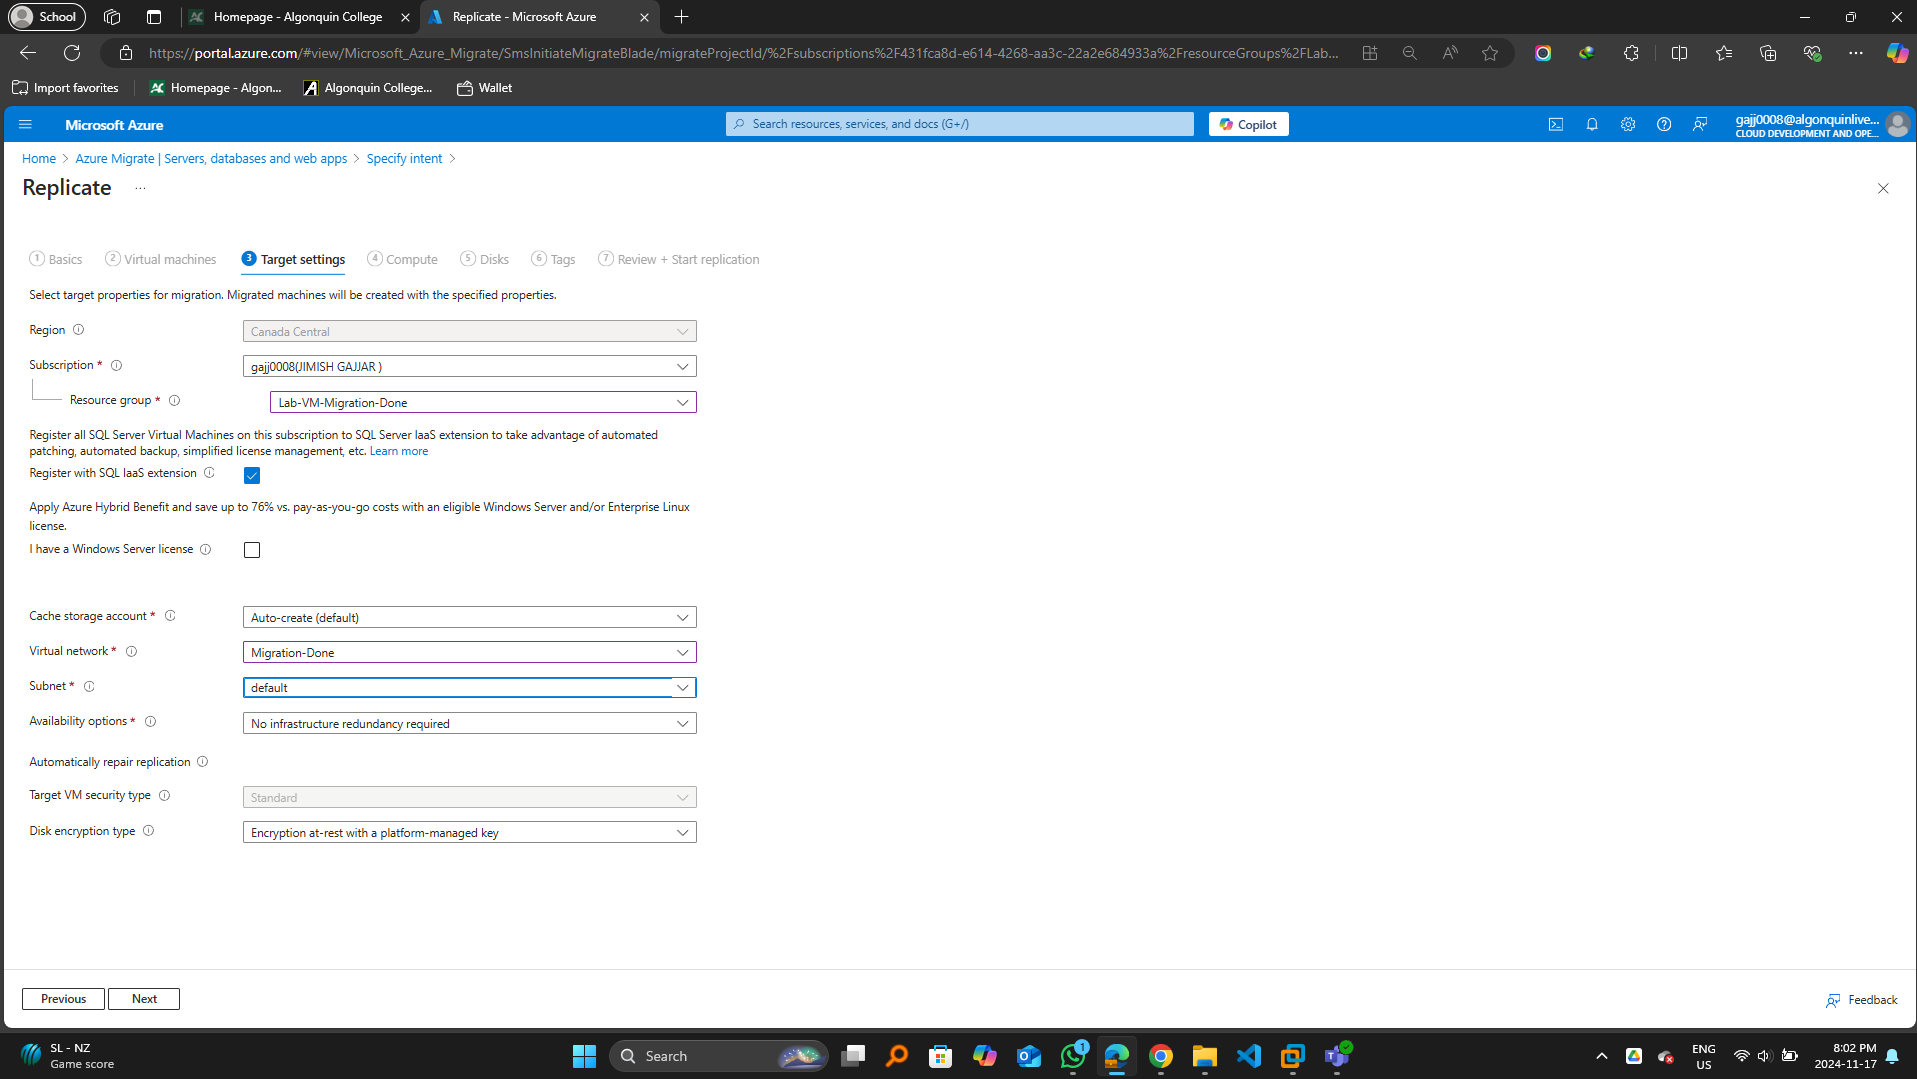 School
Homepage - Algonquin College
Replicate - Microsoft Azure
https://portal.azure.com/#view/Microsoft_Azure_Migrate/SmsInitiateMigrateBlade/migrateProjectId/%2Fsubscriptions%2F431fca8d-e614-4268-aa3c-22a2e684933a%2FresourceGroups%2FLab...
Import favorites
Homepage - Algon...
Algonquin College...
Wallet
Microsoft Azure
Search resources, services, and docs (G+/)
Copilot
gajj0008@algonquinlive...
CLOUD DEVELOPMENT AND OPE...
Home > Azure Migrate | Servers, databases and web apps > Specify intent >
Replicate ...
1 Basics 2 Virtual machines 3 Target settings 4 Compute 5 Disks 6 Tags 7 Review + Start replication
Select target properties for migration. Migrated machines will be created with the specified properties.
Region Canada Central
Subscription * gajj0008(JIMISH GAJJAR )
Resource group * Lab-VM-Migration-Done
Register all SQL Server Virtual Machines on this subscription to SQL Server IaaS extension to take advantage of automated
patching, automated backup, simplified license management, etc. Learn more
Register with SQL IaaS extension
Apply Azure Hybrid Benefit and save up to 76% vs. pay-as-you-go costs with an eligible Windows Server and/or Enterprise Linux
license.
I have a Windows Server license
Cache storage account * Auto-create (default)
Virtual network * Migration-Done
Subnet * default
Availability options * No infrastructure redundancy required
Automatically repair replication
Target VM security type Standard
Disk encryption type Encryption at-rest with a platform-managed key
Previous Next
Feedback
SL - NZ
Game score
Search
1
ENG
US
8:02 PM
2024-11-17